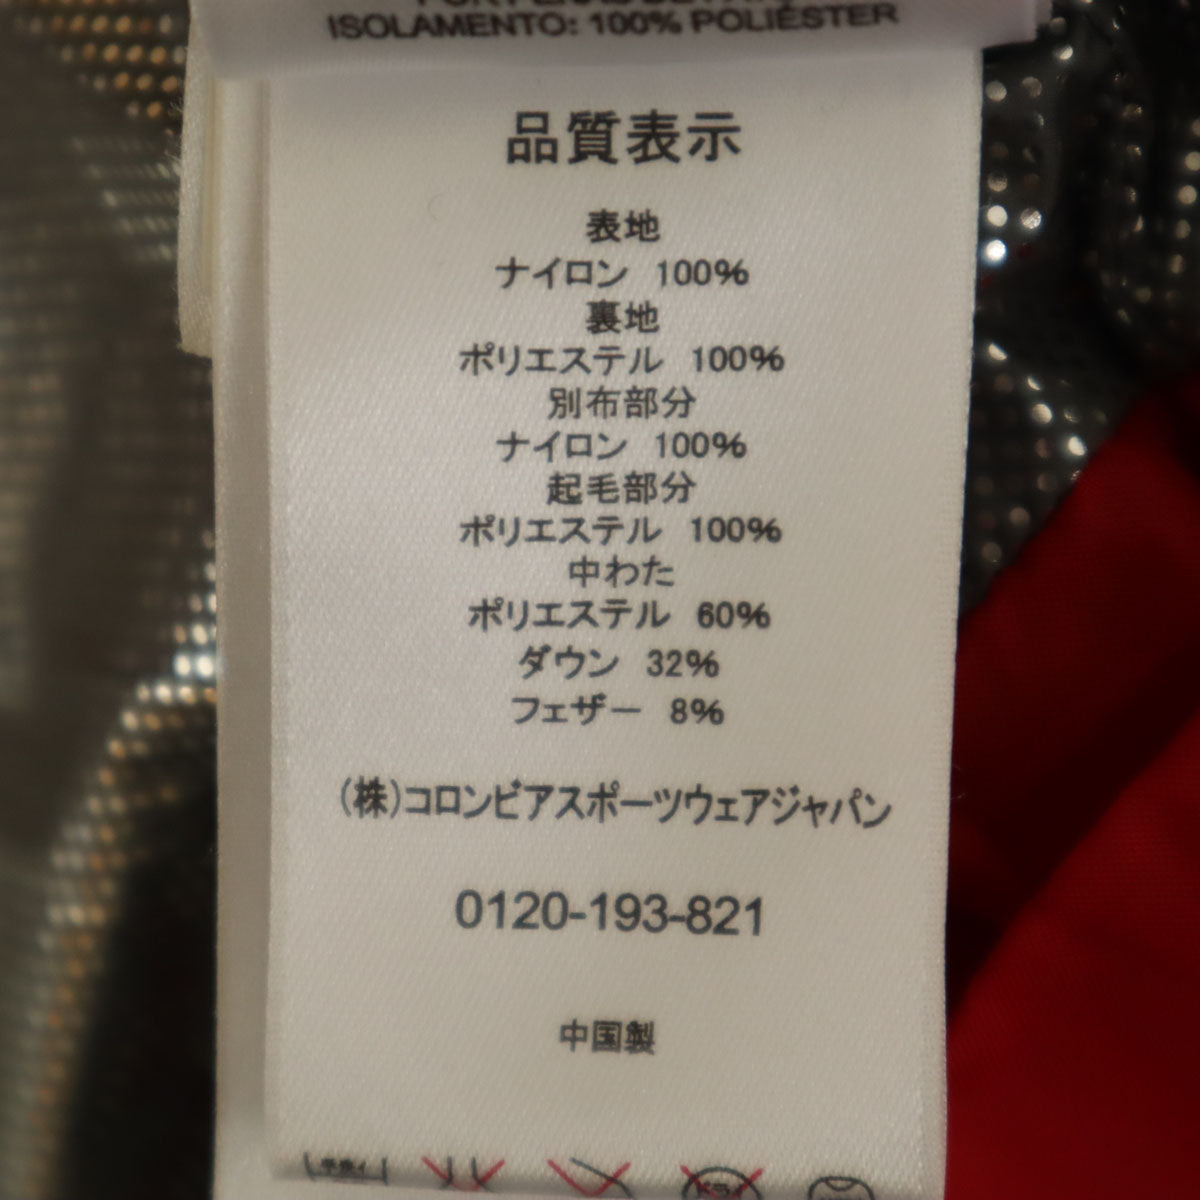 ISOLAMENTO: 100% POLIÉSTER
品質表示
表地
ナイロン 100%
裏地
ポリエステル 100%
別布部分
ナイロン 100%
起毛部分
ポリエステル 100%
中わた
ポリエステル 60%
ダウン 32%
フェザー 8%
(株)コロンビアスポーツウェアジャパン
0120-193-821
中国製